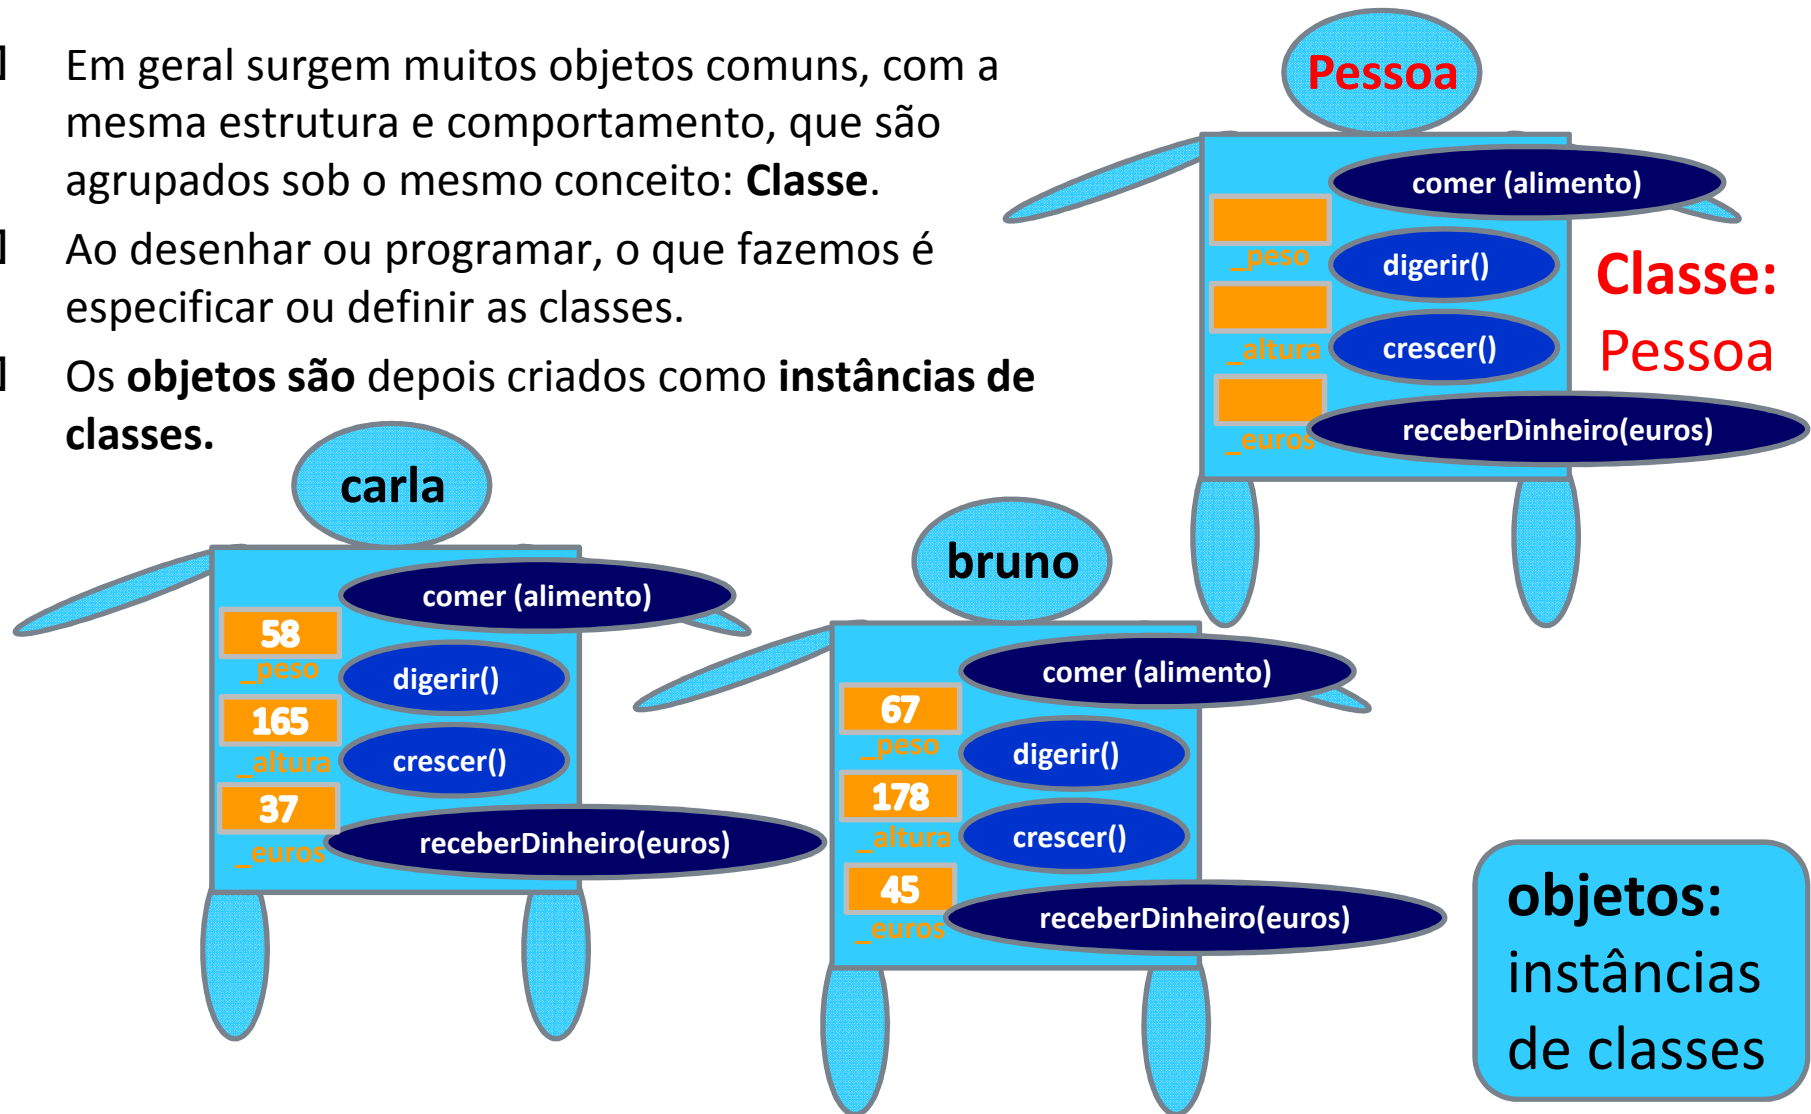 Em geral surgem muitos objetos comuns, com a
mesma estrutura e comportamento, que são
agrupados sob o mesmo conceito: Classe.
Ao desenhar ou programar, o que fazemos é
especificar ou definir as classes.
Os objetos são depois criados como instâncias de
classes.
Pessoa
comer (alimento)
_peso
digerir()
_altura
crescer()
_euros
receberDinheiro(euros)
Classe:
Pessoa
carla
comer (alimento)
58
_peso
digerir()
165
_altura
crescer()
37
_euros
receberDinheiro(euros)
bruno
comer (alimento)
67
_peso
digerir()
178
_altura
crescer()
45
_euros
receberDinheiro(euros)
objetos:
instâncias
de classes